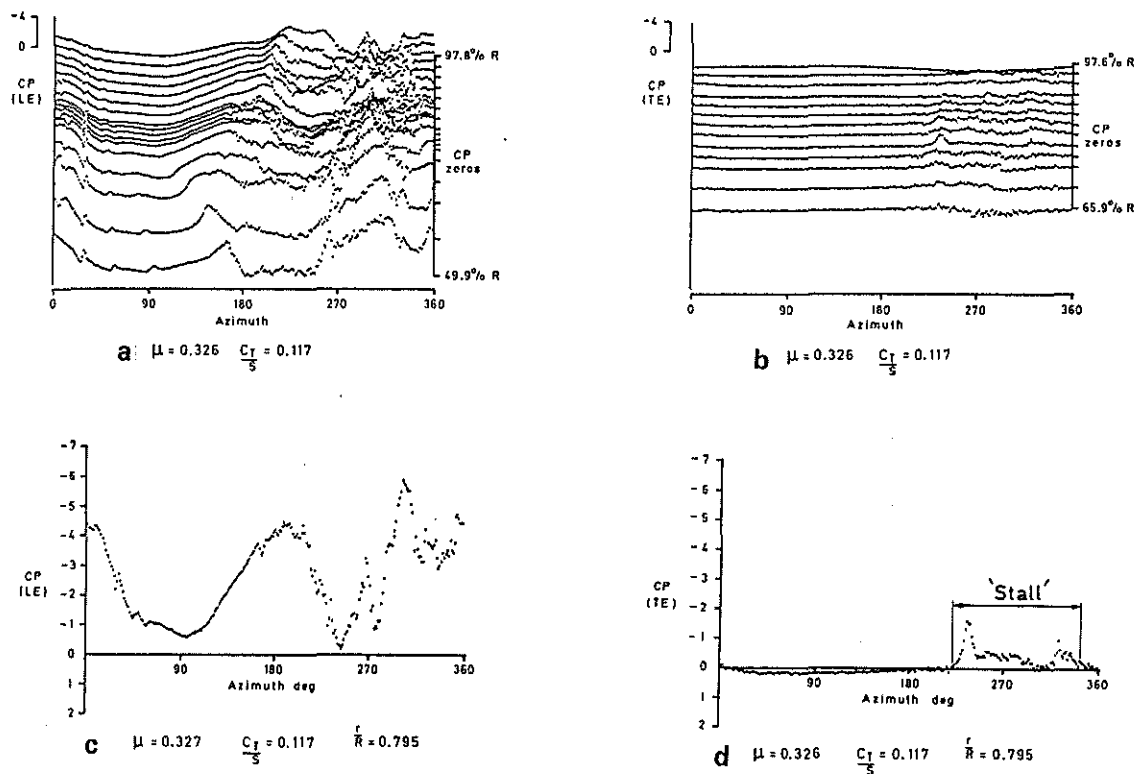 -4
0
CP
(LE)
97.8% R
CP
zeros
49.9% R
0 90 180 270 360
Azimuth
a μ = 0.326 C_T/S = 0.117
-4
0
CP
(TE)
97.6% R
CP
zeros
65.9% R
0 90 180 270 360
Azimuth
b μ = 0.326 C_T/S = 0.117
-7
-6
-5
-4
-3
-2
-1
0
1
2
CP
(LE)
90 180 270 360
Azimuth deg
c μ = 0.327 C_T/S = 0.117 r/R = 0.795
-7
-6
-5
-4
-3
-2
-1
0
1
2
CP
(TE)
'Stall'
90 180 270 360
Azimuth deg
d μ = 0.326 C_T/S = 0.117 r/R = 0.795